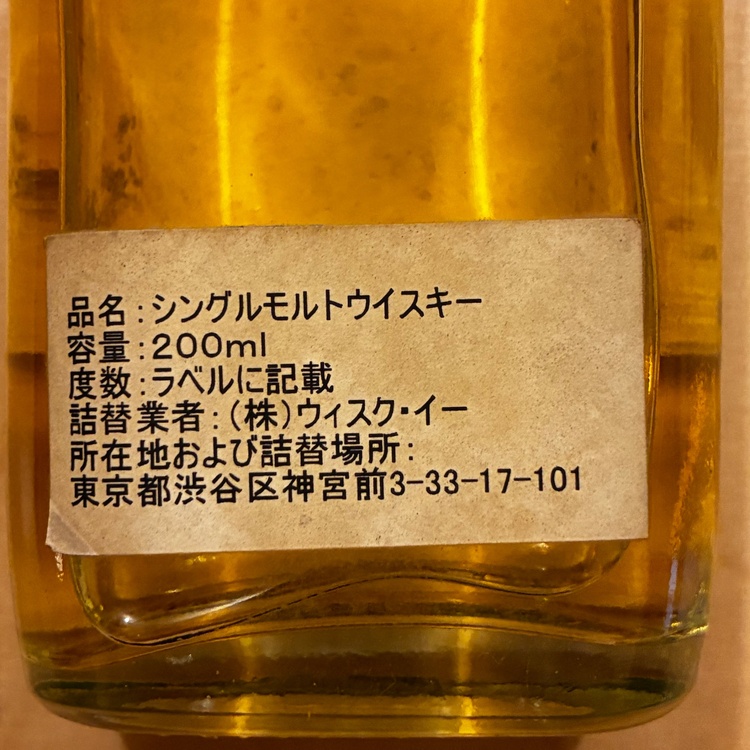 品名:シングルモルトウイスキー
容量:200ml
度数:ラベルに記載
詰替業者:(株)ウィスク・イー
所在地および詰替場所:
東京都渋谷区神宮前3-33-17-101